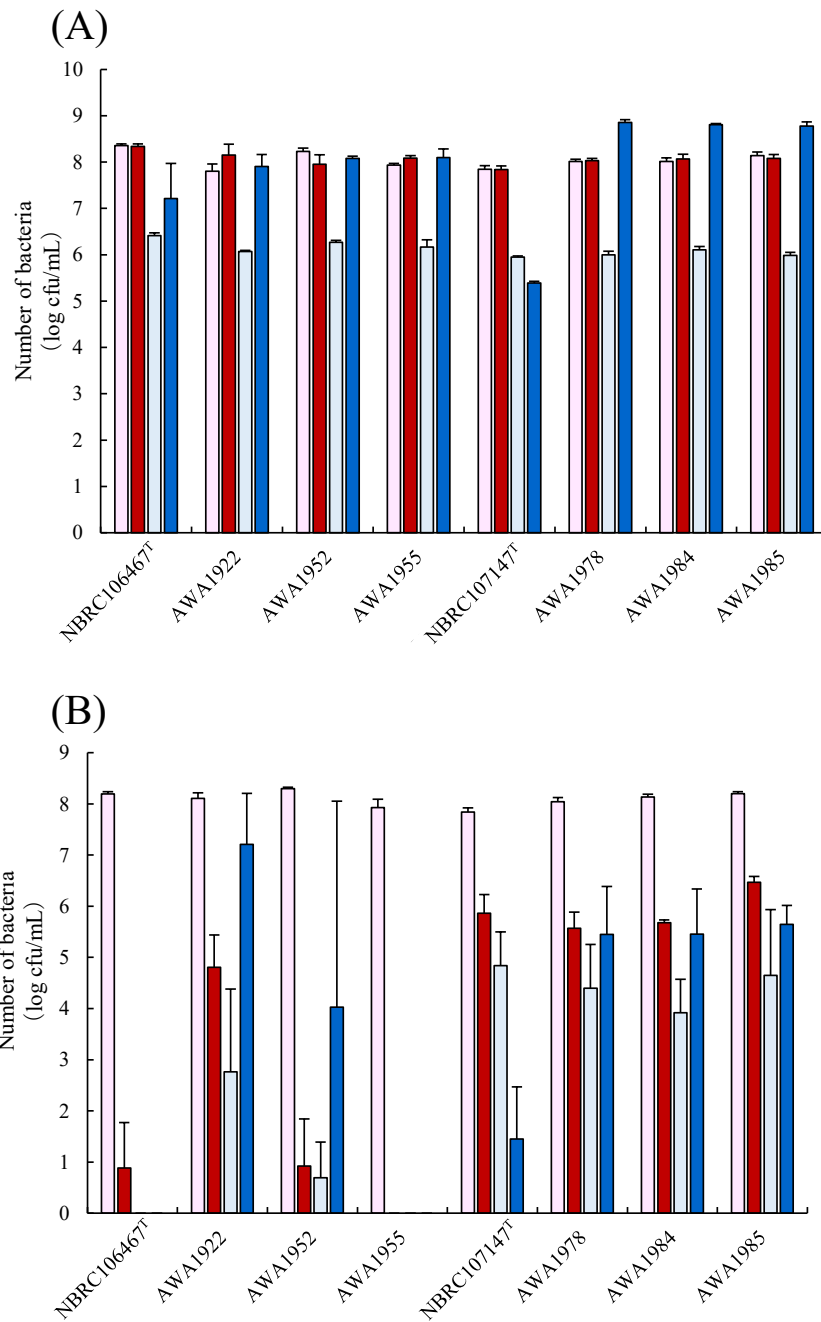 (A)
10
9
8
7
6
5
4
3
2
1
0
Number of bacteria
(log cfu/mL)
NBRC106467ᵀ
AWA1922
AWA1952
AWA1955
NBRC107147ᵀ
AWA1978
AWA1984
AWA1985
(B)
9
8
7
6
5
4
3
2
1
0
Number of bacteria
(log cfu/mL)
NBRC106467ᵀ
AWA1922
AWA1952
AWA1955
NBRC107147ᵀ
AWA1978
AWA1984
AWA1985